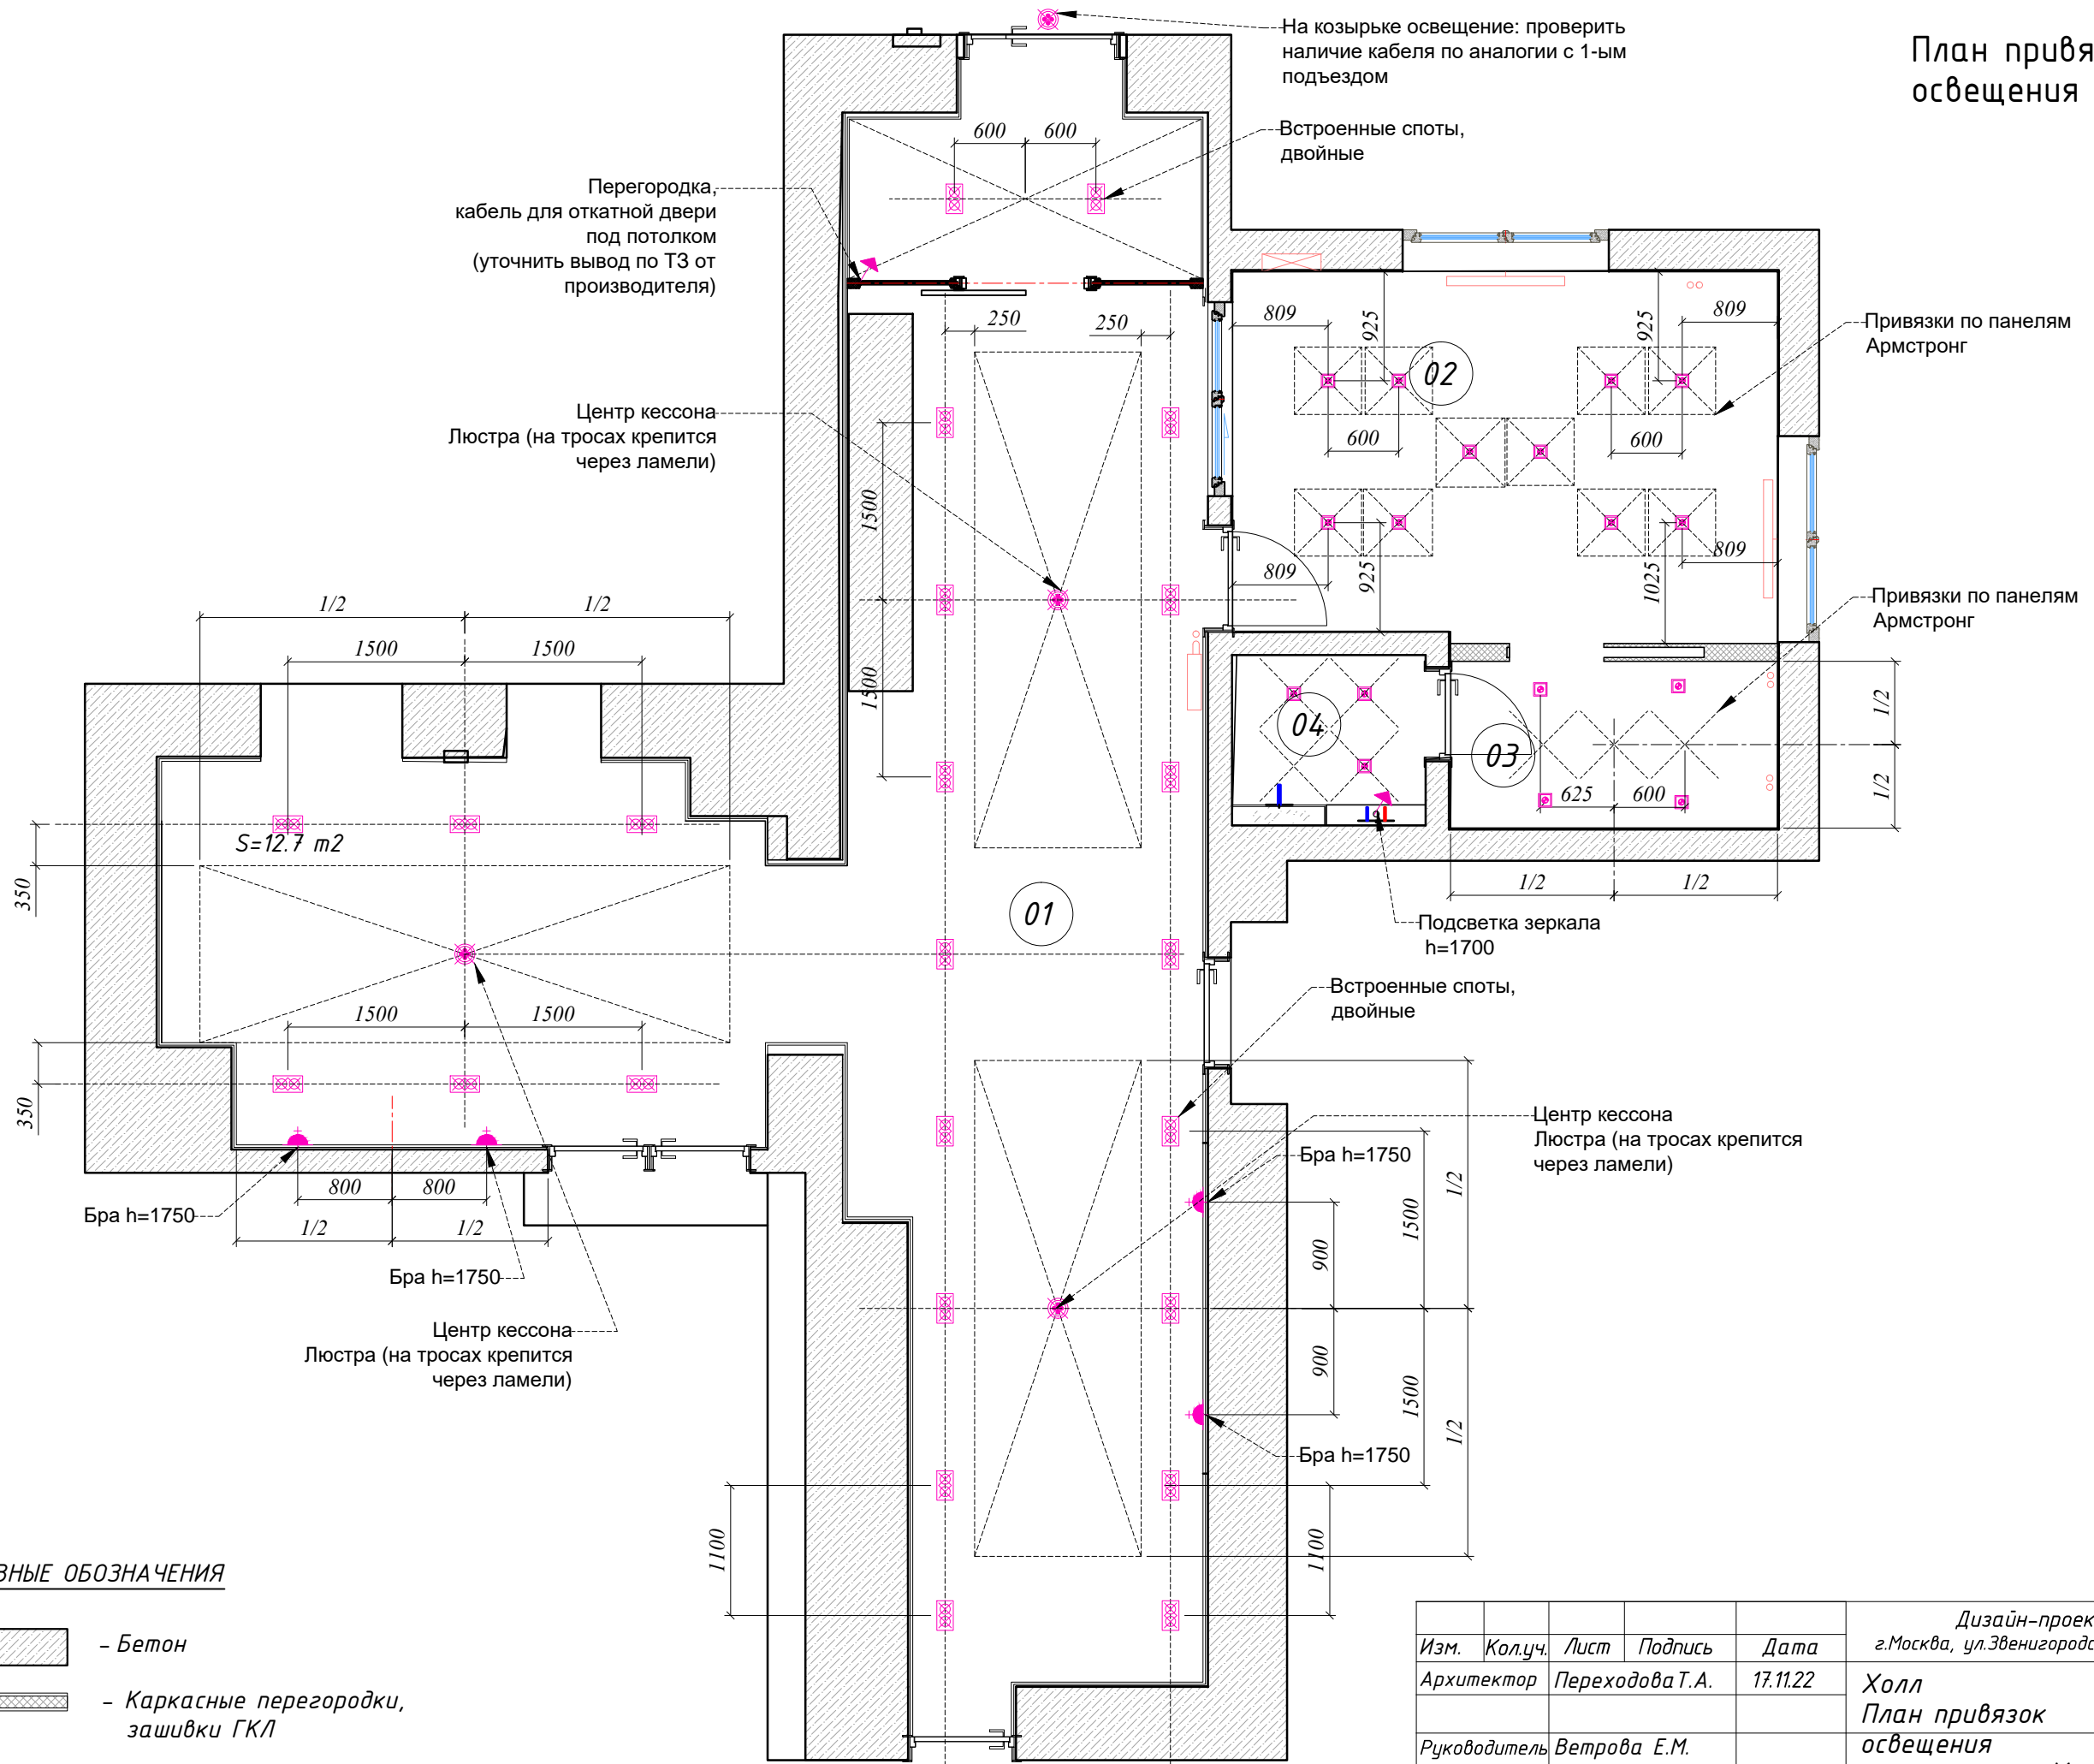 План привя
освещения
На козырьке освещение: проверить
наличие кабеля по аналогии с 1-ым
подъездом
Встроенные споты,
двойные
600
600
Перегородка,
кабель для откатной двери
под потолком
(уточнить вывод по ТЗ от
производителя)
250
250
809
925
925
809
Привязки по панелям
Армстронг
02
Центр кессона
Люстра (на тросах крепится
через ламели)
600
600
1500
1500
809
925
1025
809
Привязки по панелям
Армстронг
1/2
1/2
1500
1500
04
03
625
600
1/2
1/2
S=12.7 m2
350
01
1/2
1/2
Подсветка зеркала
h=1700
Встроенные споты,
двойные
1500
1500
350
Центр кессона
Люстра (на тросах крепится
через ламели)
Бра h=1750
800
800
Бра h=1750
1/2
1/2
Бра h=1750
Центр кессона
Люстра (на тросах крепится
через ламели)
900
900
1500
1500
1/2
1/2
Бра h=1750
1100
1100
ВНЫЕ ОБОЗНАЧЕНИЯ
- Бетон
- Каркасные перегородки,
зашивки ГКЛ
Дизайн-проек
г.Москва, ул.Звенигородс
Изм. Кол.уч. Лист Подпись Дата
Архитектор Переходова Т.А. 17.11.22
Холл
План привязок
освещения
Руководитель Ветрова Е.М.